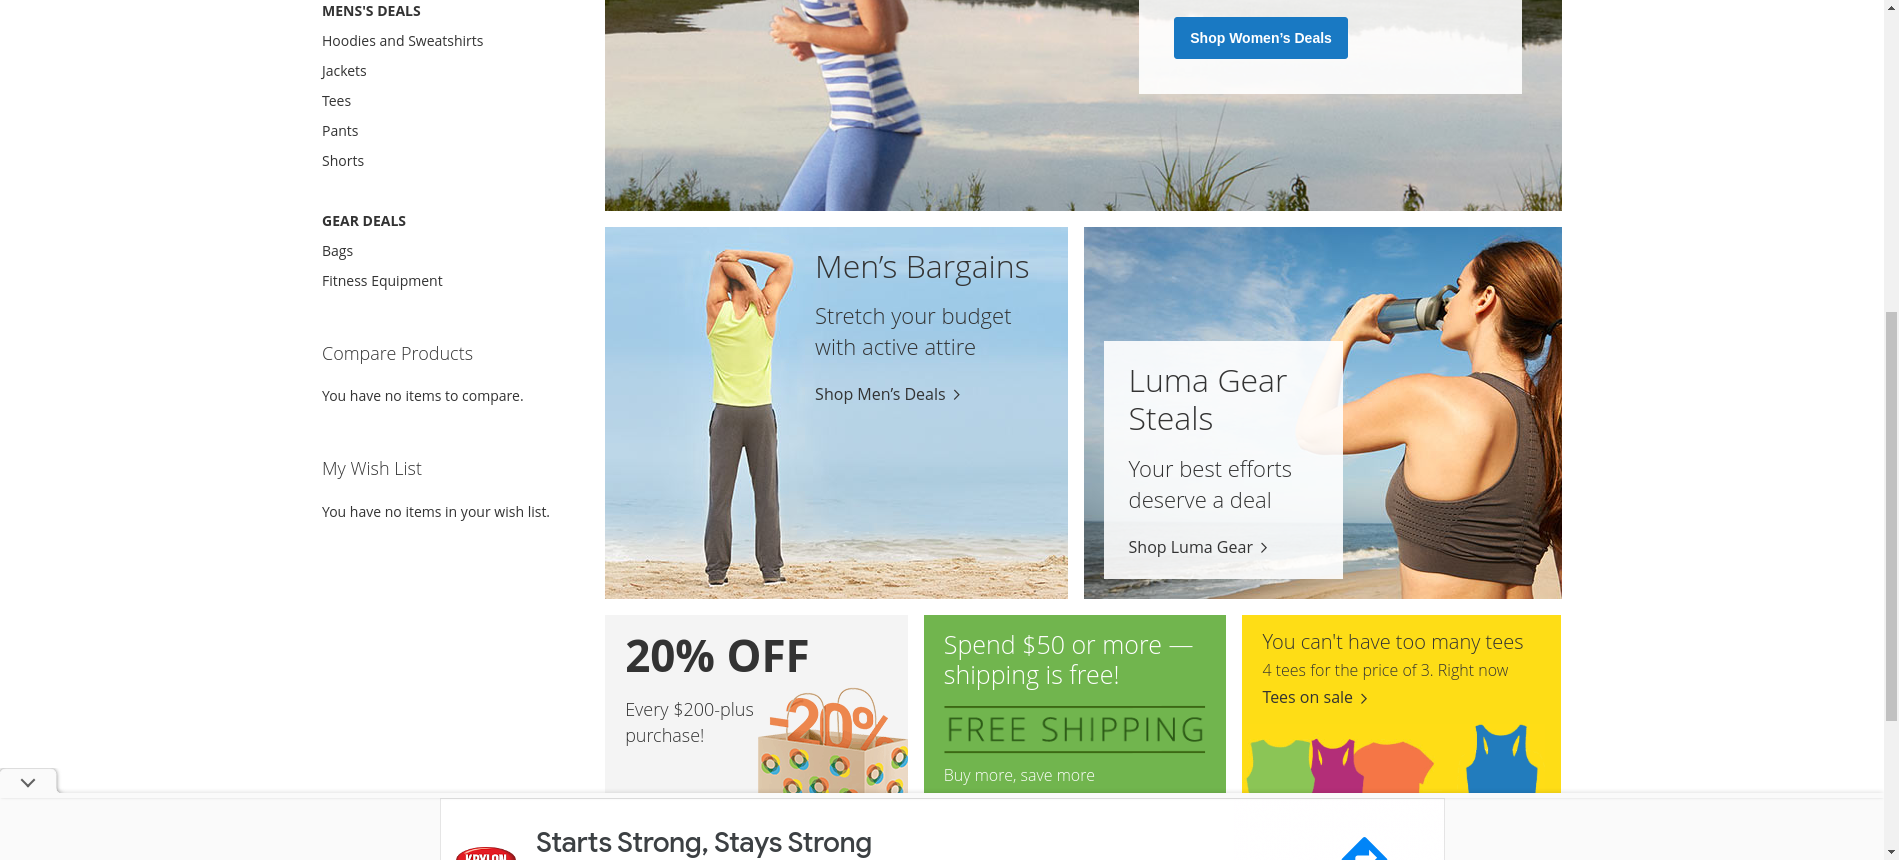 MENS'S DEALS
Hoodies and Sweatshirts
Jackets
Tees
Pants
Shorts
GEAR DEALS
Bags
Fitness Equipment
Compare Products
You have no items to compare.
My Wish List
You have no items in your wish list.
Shop Women’s Deals
Men’s Bargains
Stretch your budget
with active attire
Shop Men’s Deals
Luma Gear
Steals
Your best efforts
deserve a deal
Shop Luma Gear
20% OFF
Every $200-plus
purchase!
-20%
Spend $50 or more —
shipping is free!
FREE SHIPPING
Buy more, save more
You can't have too many tees
4 tees for the price of 3. Right now
Tees on sale
KRYLON
Starts Strong, Stays Strong